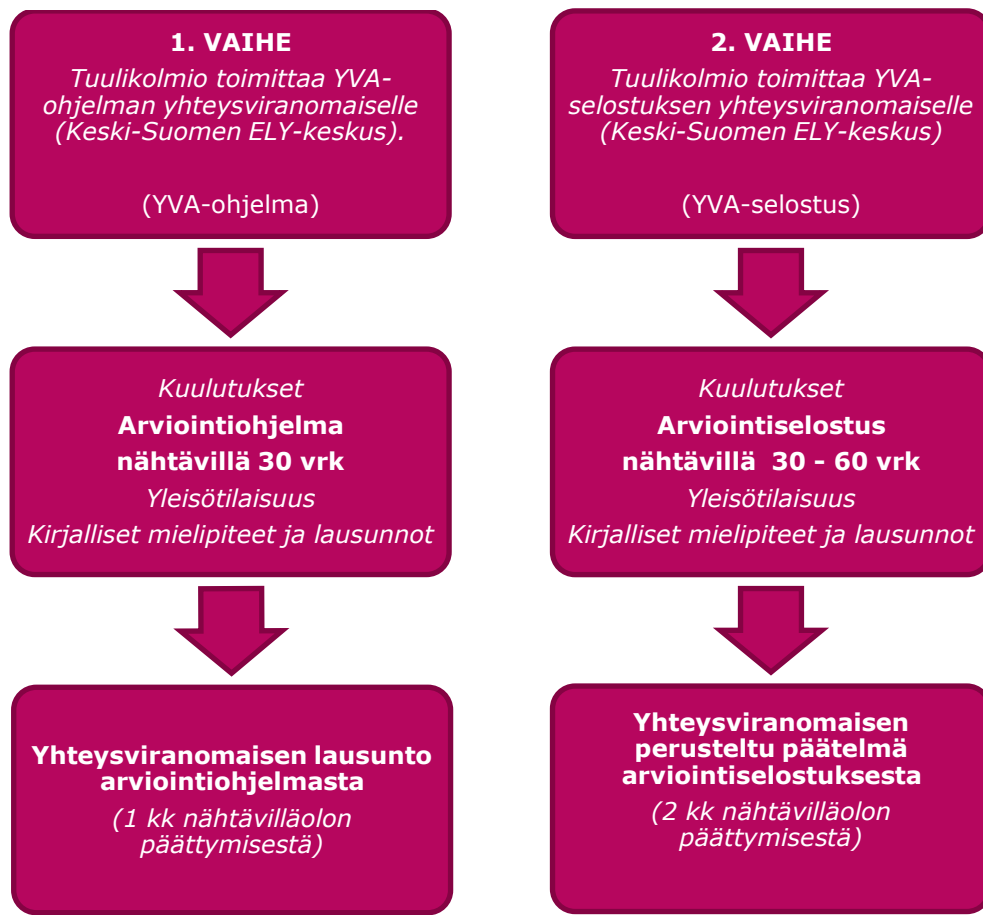 1. VAIHE
Tuulikolmio toimittaa YVA-
ohjelman yhteysviranomaiselle
(Keski-Suomen ELY-keskus).
(YVA-ohjelma)
Kuulutukset
Arviointiohjelma
nähtävillä 30 vrk
Yleisötilaisuus
Kirjalliset mielipiteet ja lausunnot
Yhteysviranomaisen lausunto
arviointiohjelmasta
(1 kk nähtävilläolon
päättymisestä)
2. VAIHE
Tuulikolmio toimittaa YVA-
selostuksen yhteysviranomaiselle
(Keski-Suomen ELY-keskus)
(YVA-selostus)
Kuulutukset
Arviointiselostus
nähtävillä  30 – 60 vrk
Yleisötilaisuus
Kirjalliset mielipiteet ja lausunnot
Yhteysviranomaisen
perusteltu päätelmä
arviointiselostuksesta
(2 kk nähtävilläolon
päättymisestä)